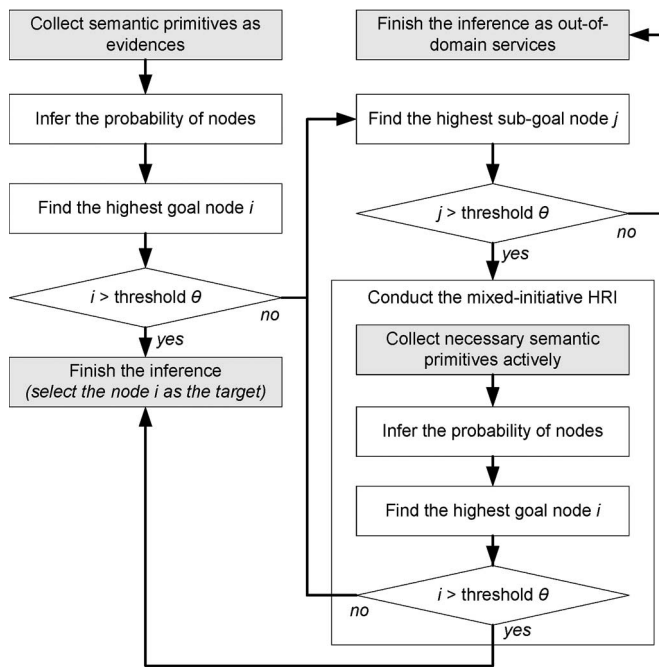 Collect semantic primitives as
evidences
Infer the probability of nodes
Find the highest goal node i
i > threshold θ
no
yes
Finish the inference
(select the node i as the target)
Finish the inference as out-of-
domain services
Find the highest sub-goal node j
j > threshold θ
no
yes
Conduct the mixed-initiative HRI
Collect necessary semantic
primitives actively
Infer the probability of nodes
Find the highest goal node i
i > threshold θ
no
yes